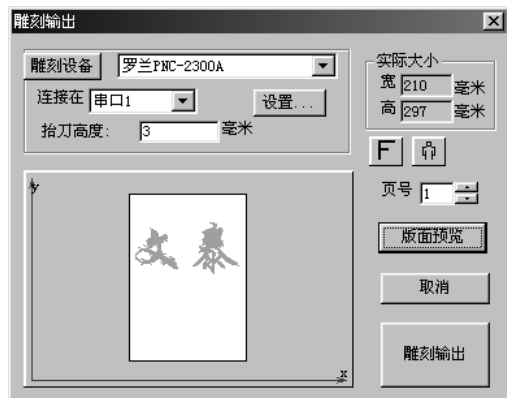 雕刻输出
雕刻设备 罗兰PNC-2300A
连接在 串口1 设置...
抬刀高度: 3 毫米
实际大小
宽 210 毫米
高 297 毫米
F
页号 1
版面预览
取消
雕刻输出
y
文泰
x